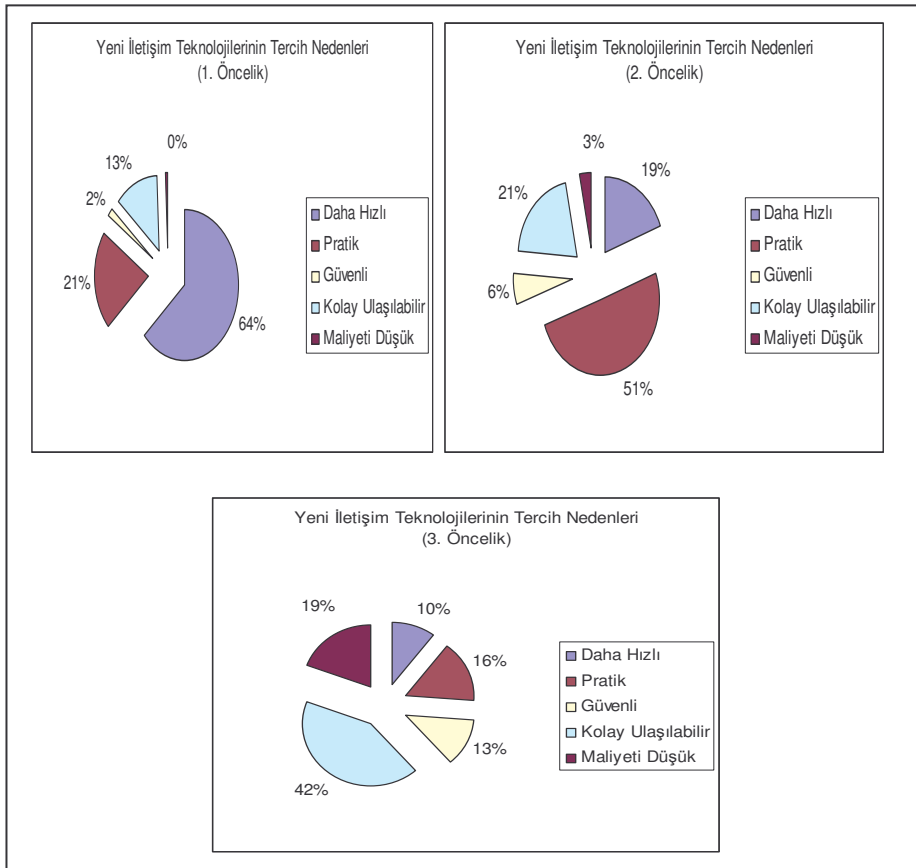 Yeni İletişim Teknolojilerinin Tercih Nedenleri
(1. Öncelik)
0%
13%
2%
21%
64%
Daha Hızlı
Pratik
Güvenli
Kolay Ulaşılabilir
Maliyeti Düşük
Yeni İletişim Teknolojilerinin Tercih Nedenleri
(2. Öncelik)
3%
19%
21%
6%
51%
Daha Hızlı
Pratik
Güvenli
Kolay Ulaşılabilir
Maliyeti Düşük
Yeni İletişim Teknolojilerinin Tercih Nedenleri
(3. Öncelik)
19%
10%
16%
13%
42%
Daha Hızlı
Pratik
Güvenli
Kolay Ulaşılabilir
Maliyeti Düşük